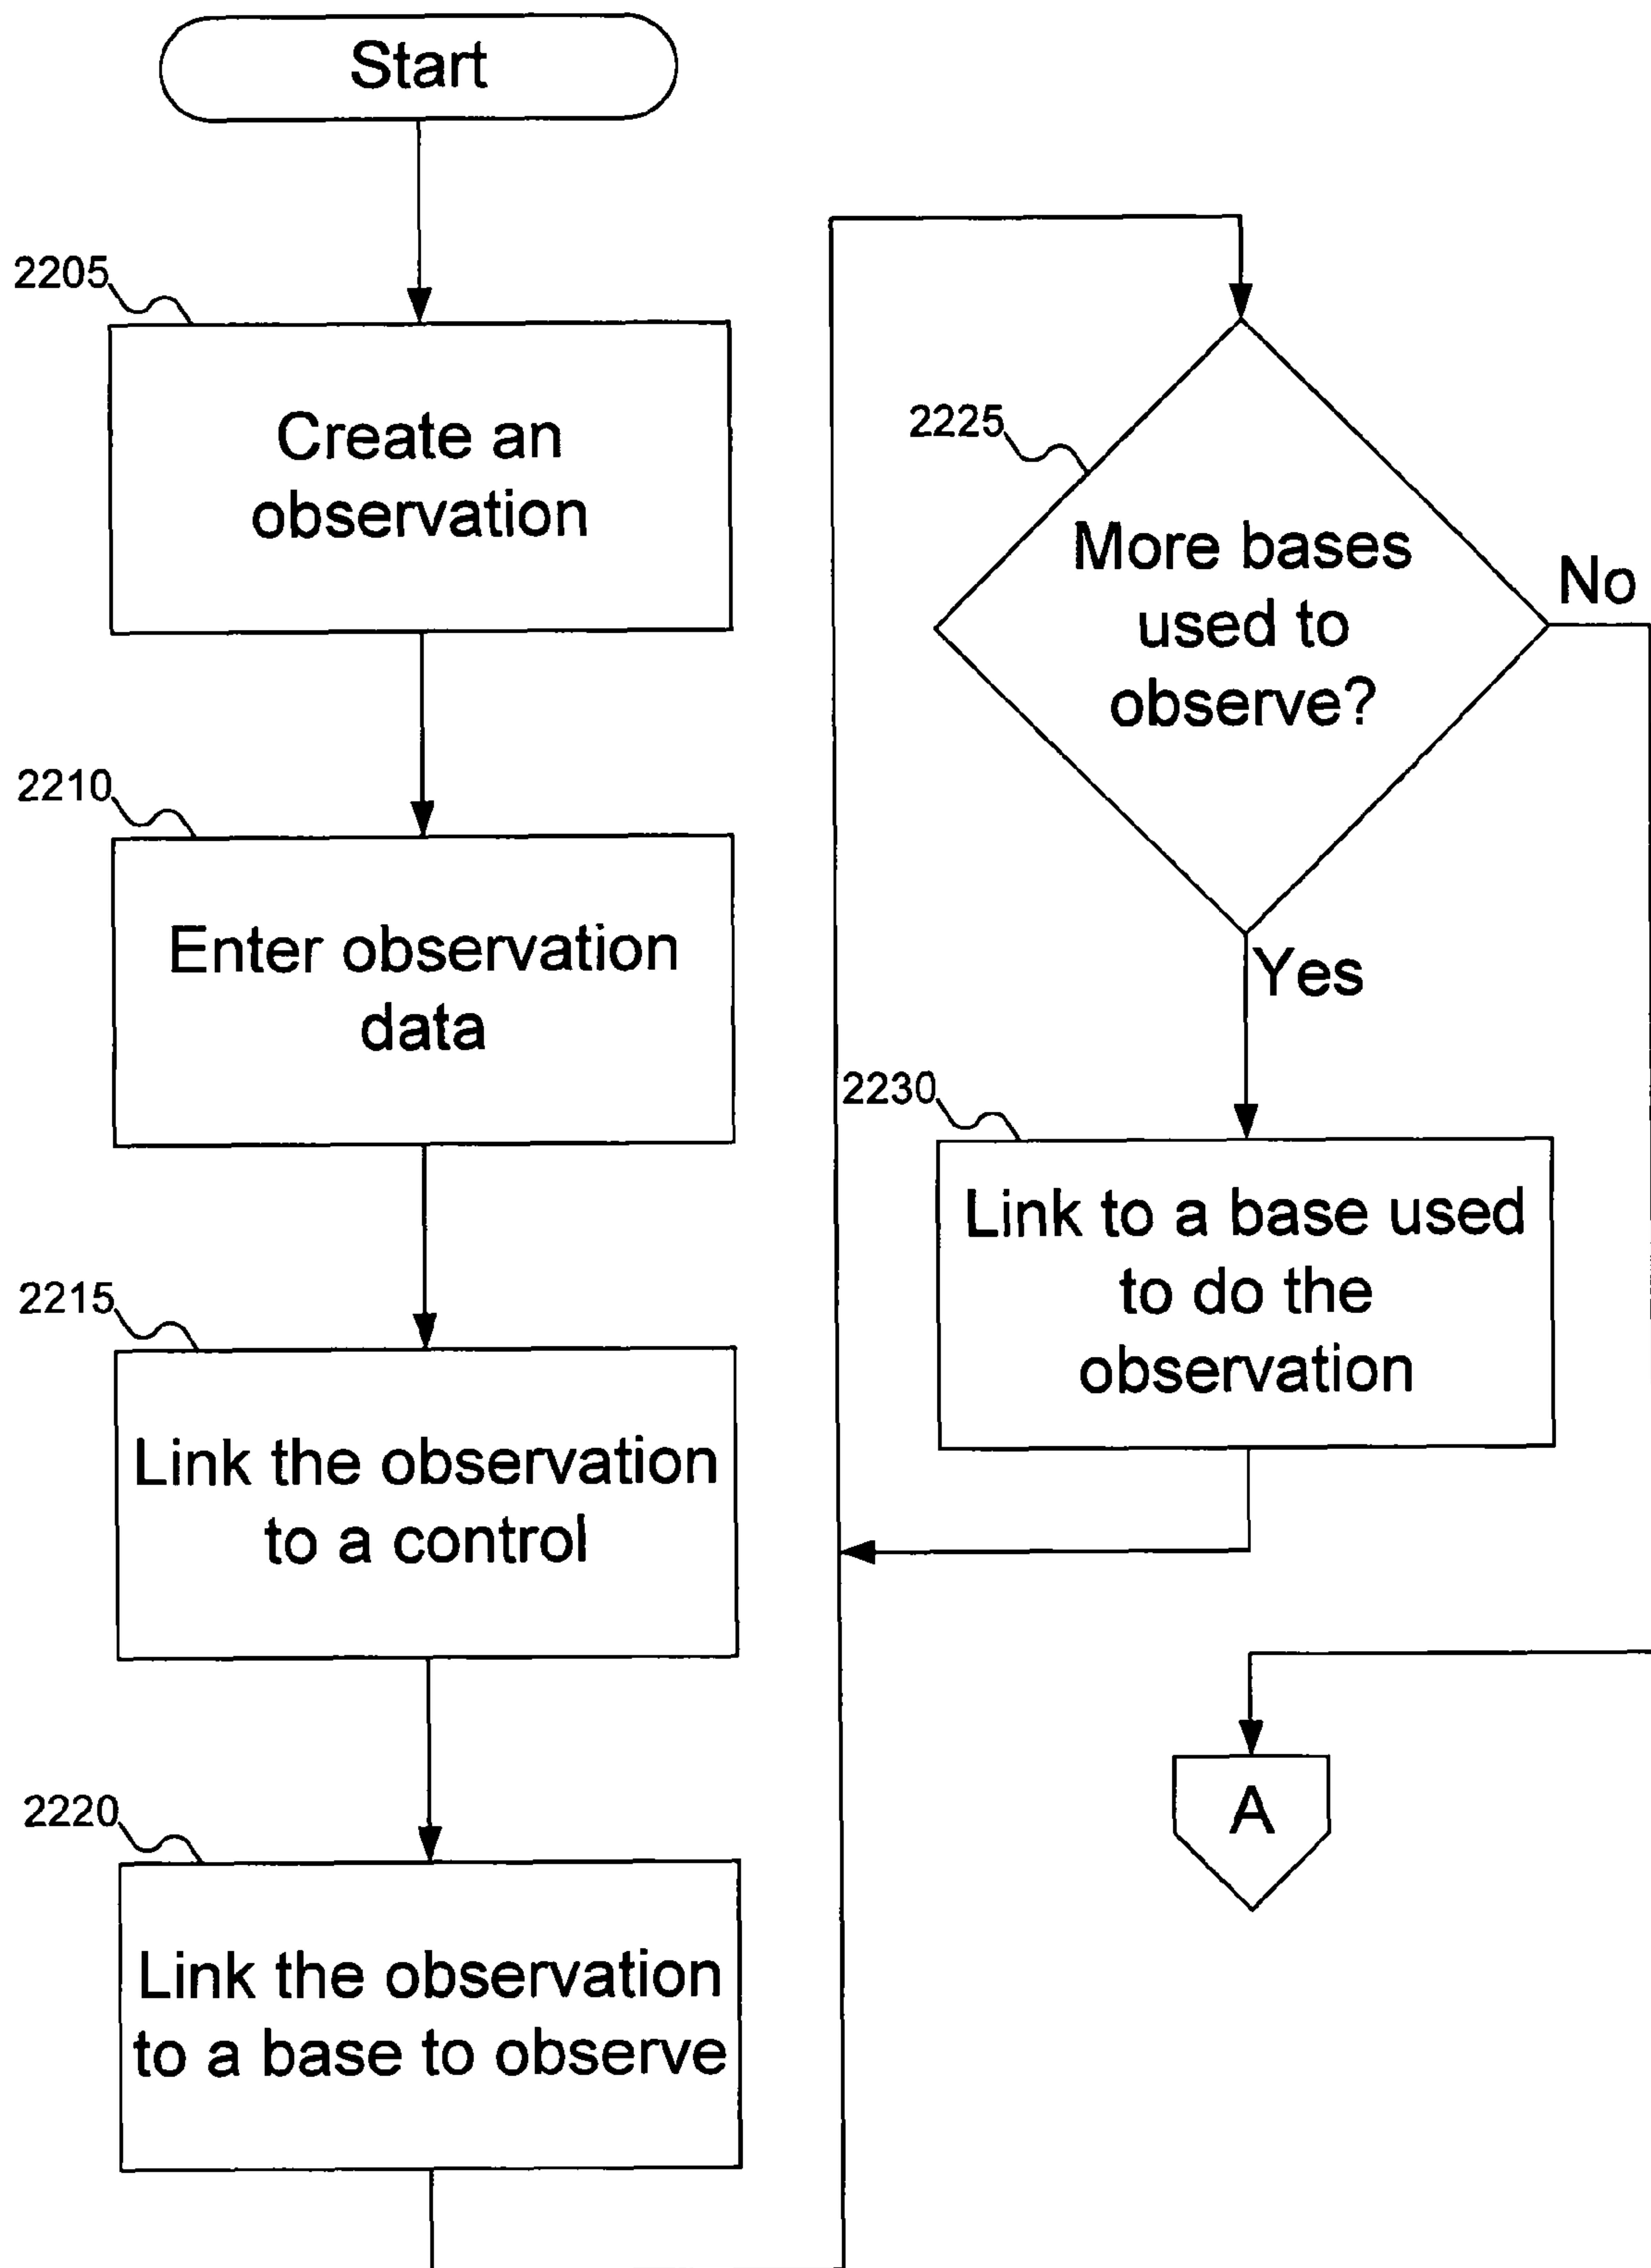 Start
2205
Create an
observation
2210
Enter observation
data
2215
Link the observation
to a control
2220
Link the observation
to a base to observe
2225
More bases
used to
observe?
No
Yes
2230
Link to a base used
to do the
observation
A